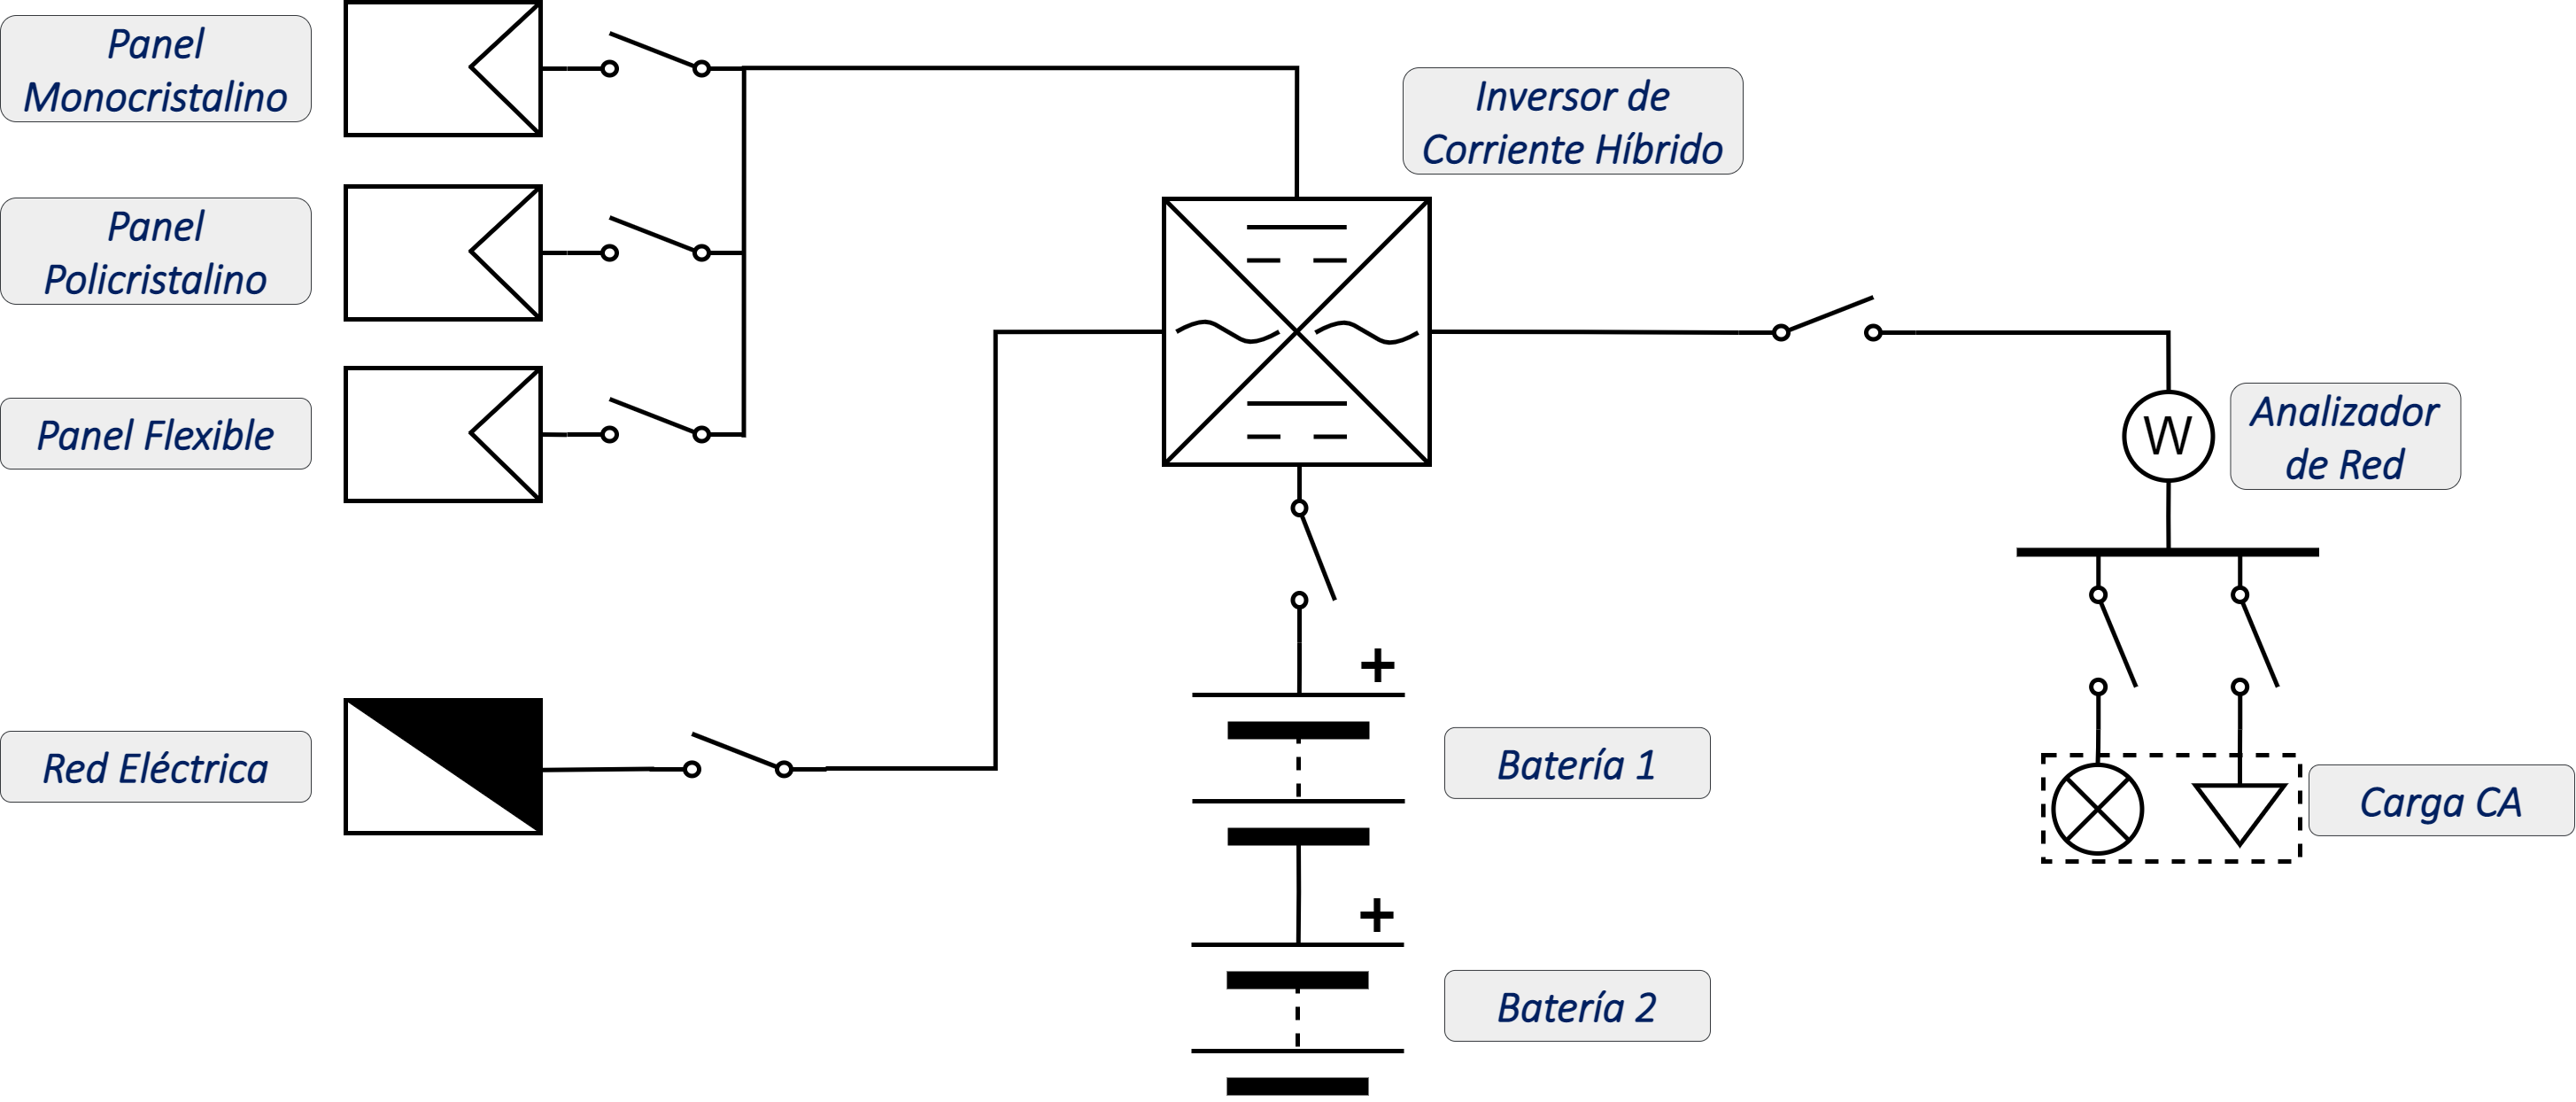 Panel
Monocristalino
Inversor de
Corriente Híbrido
Panel
Policristalino
Panel Flexible
W
Analizador
de Red
+
Red Eléctrica
Batería 1
Carga CA
+
Batería 2